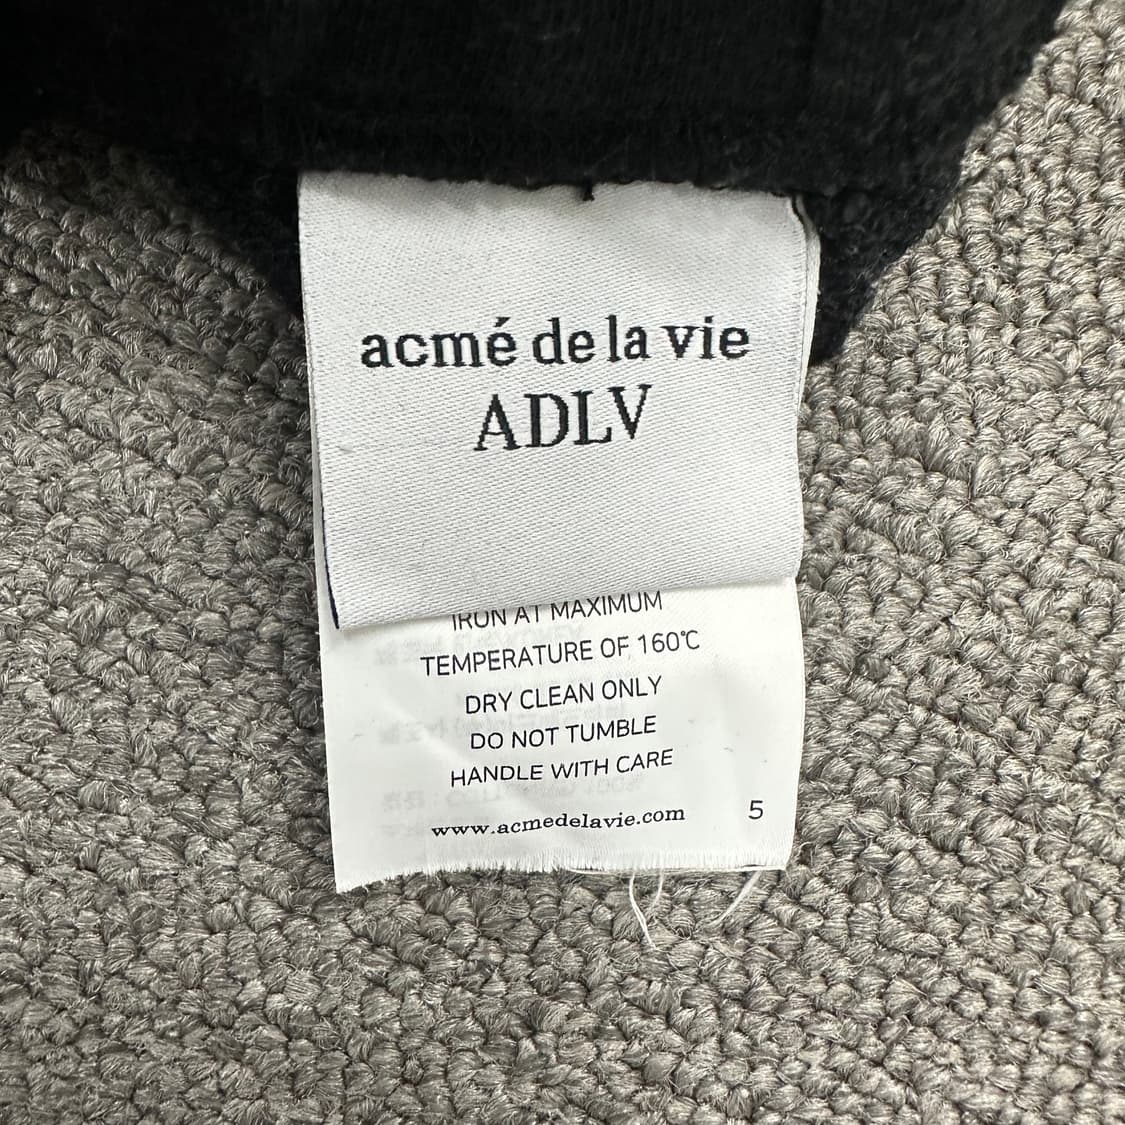 acmé de la vie
ADLV
IRON AT MAXIMUM
TEMPERATURE OF 160℃
DRY CLEAN ONLY
DO NOT TUMBLE
HANDLE WITH CARE
www.acmedelavie.com 5